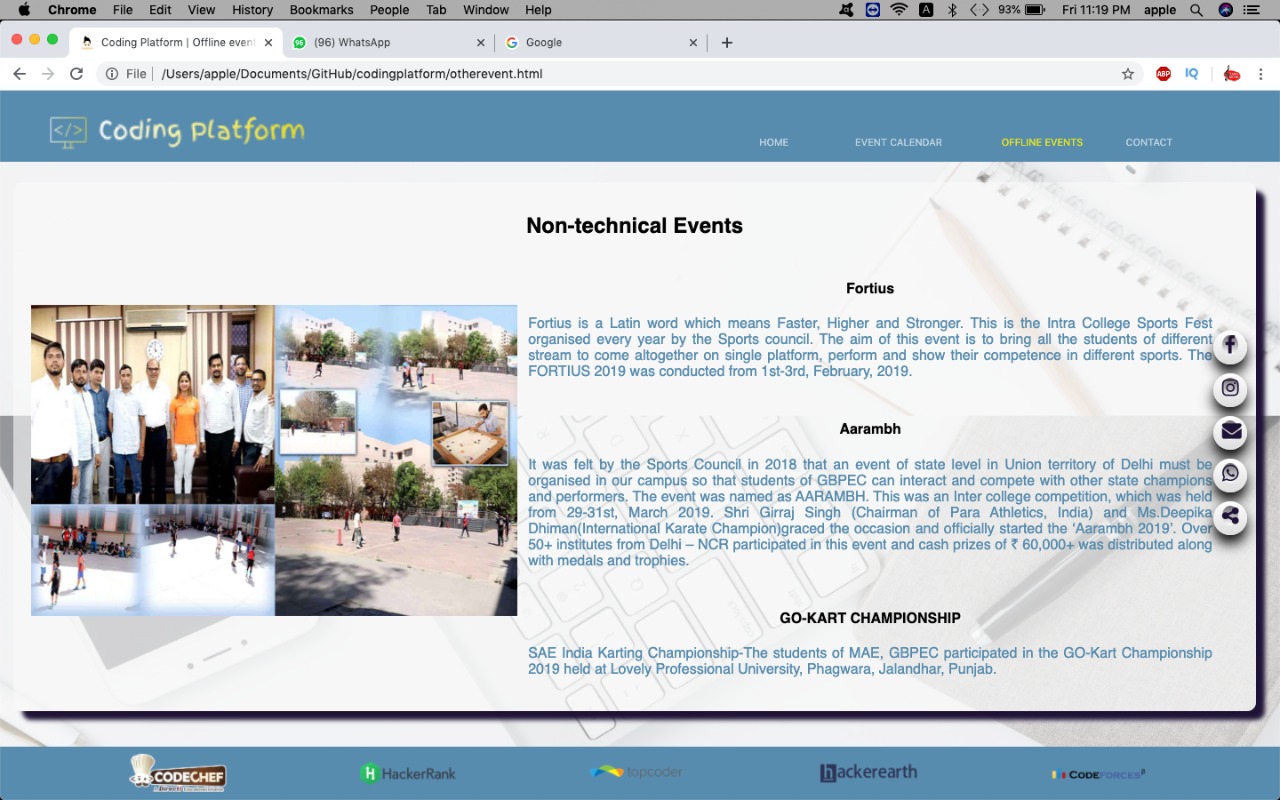 Chrome File Edit View History Bookmarks People Tab Window Help 93% Fri 11:19 PM apple
Coding Platform | Offline event (96) WhatsApp Google
File /Users/apple/Documents/GitHub/codingplatform/otherevent.html ABP IQ
</> Coding Platform
HOME EVENT CALENDAR OFFLINE EVENTS CONTACT
Non-technical Events
Fortius
Fortius is a Latin word which means Faster, Higher and Stronger. This is the Intra College Sports Fest
organised every year by the Sports council. The aim of this event is to bring all the students of different
stream to come altogether on single platform, perform and show their competence in different sports. The
FORTIUS 2019 was conducted from 1st-3rd, February, 2019.
Aarambh
It was felt by the Sports Council in 2018 that an event of state level in Union territory of Delhi must be
organised in our campus so that students of GBPEC can interact and compete with other state champions
and performers. The event was named as AARAMBH. This was an Inter college competition, which was held
from 29-31st, March 2019. Shri Girraj Singh (Chairman of Para Athletics, India) and Ms.Deepika
Dhiman(International Karate Champion)graced the occasion and officially started the ‘Aarambh 2019’. Over
50+ institutes from Delhi – NCR participated in this event and cash prizes of ₹ 60,000+ was distributed along
with medals and trophies.
GO-KART CHAMPIONSHIP
SAE India Karting Championship-The students of MAE, GBPEC participated in the GO-Kart Championship
2019 held at Lovely Professional University, Phagwara, Jalandhar, Punjab.
CODECHEF HackerRank topcoder hackerearth CODEFORCES β